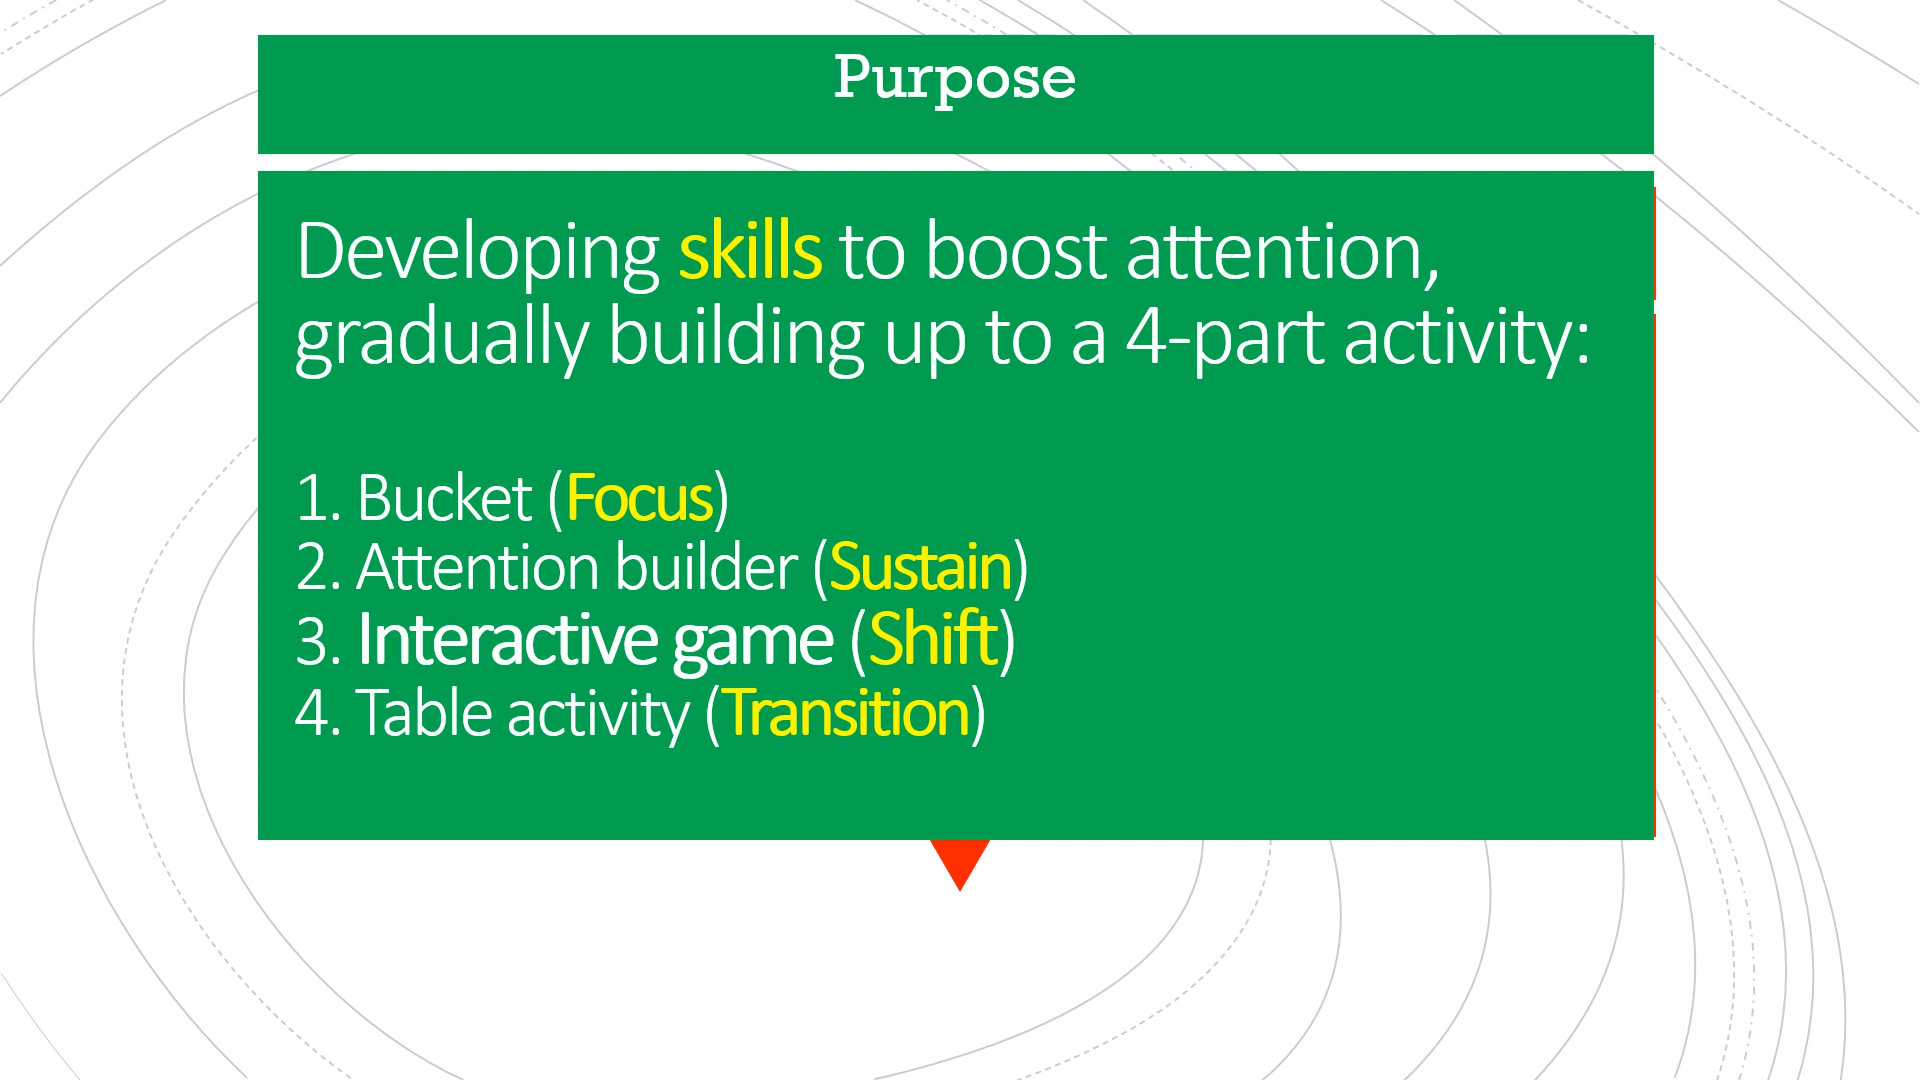 Purpose
Developing skills to boost attention,
gradually building up to a 4-part activity:
1. Bucket (Focus)
2. Attention builder (Sustain)
3. Interactive game (Shift)
4. Table activity (Transition)